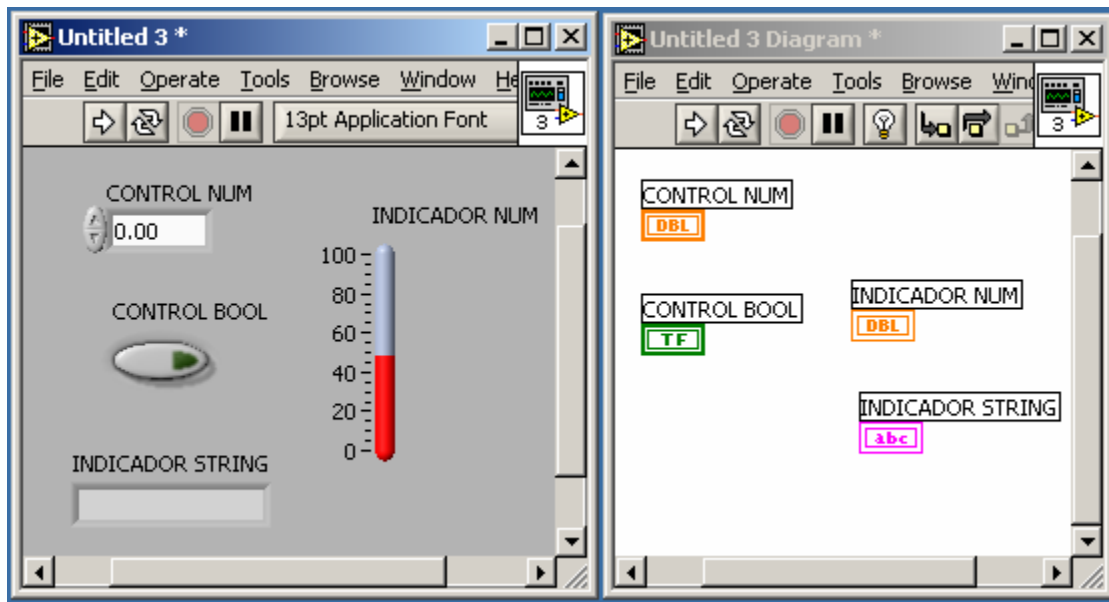 Untitled 3 *
File Edit Operate Tools Browse Window He
13pt Application Font
3
CONTROL NUM
0.00
INDICADOR NUM
100
80
60
40
20
0
CONTROL BOOL
INDICADOR STRING
Untitled 3 Diagram *
File Edit Operate Tools Browse Wind
3
CONTROL NUM
DBL
CONTROL BOOL
TF
INDICADOR NUM
DBL
INDICADOR STRING
abc